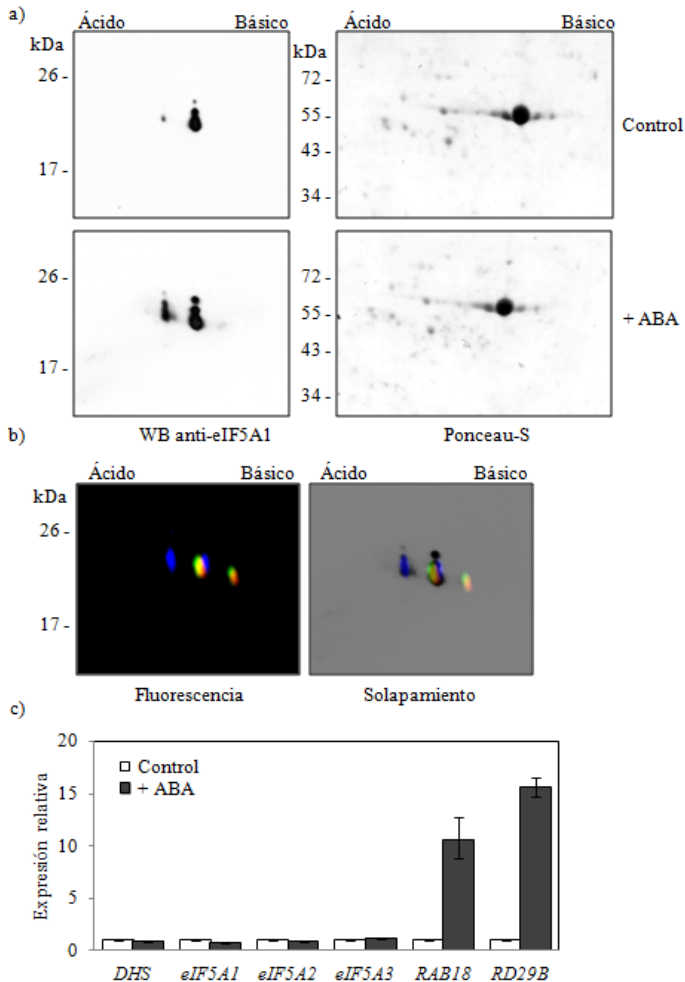 a)
Ácido Básico Ácido Básico
kDa kDa
26 - 72 -
55 - Control
43 -
17 -
34 -
26 - 72 -
55 - + ABA
17 - 43 -
34 -
WB anti-eIF5A1 Ponceau-S
b)
Ácido Básico Ácido Básico
kDa
26 -
17 -
Fluorescencia Solapamiento
c)
Expresión relativa
20
15
10
5
0
Control
+ ABA
DHS eIF5A1 eIF5A2 eIF5A3 RAB18 RD29B